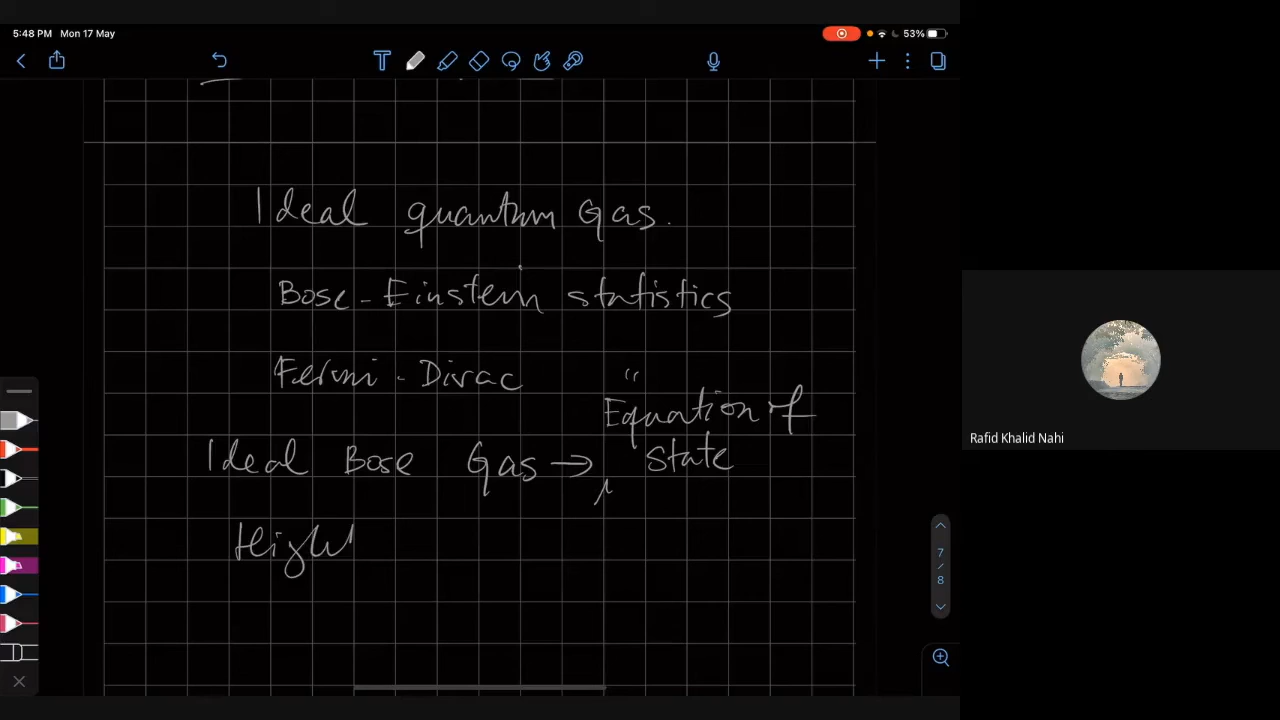 5:48 PM Mon 17 May
53%
Ideal quantum Gas.
Bose-Einstein statistics
Fermi-Dirac "
Equation of
Ideal Bose Gas → state
7
/
8
Rafid Khalid Nahi